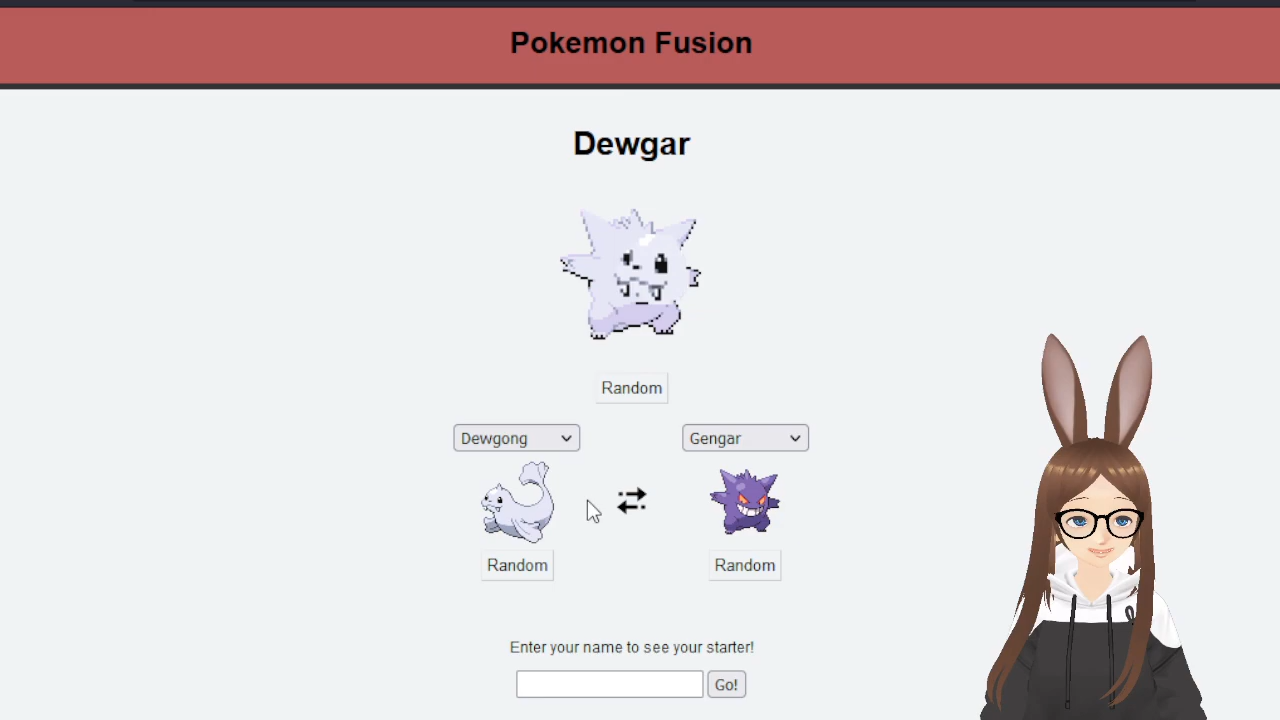 Pokemon Fusion
Dewgar
Random
Dewgong
Gengar
Random
Random
Enter your name to see your starter!
Go!